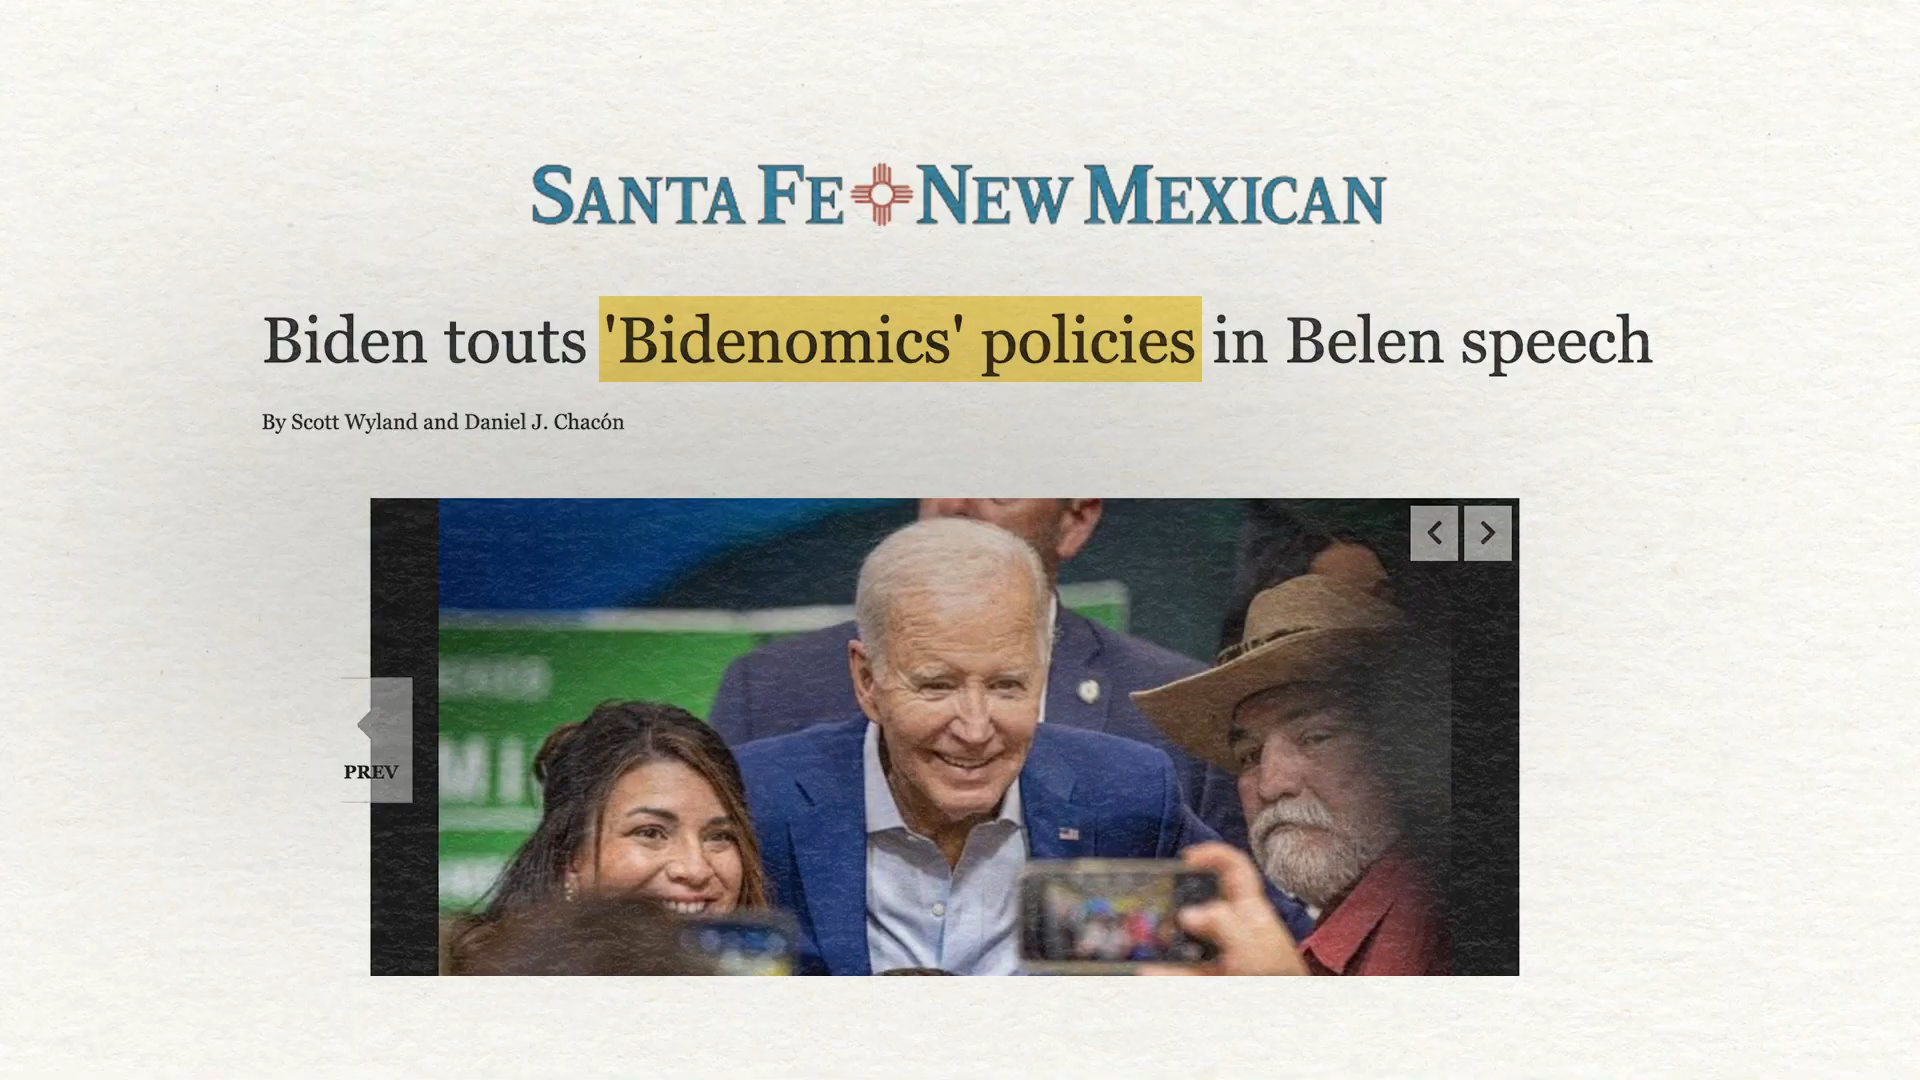 SANTA FE NEW MEXICAN
Biden touts 'Bidenomics' policies in Belen speech
By Scott Wyland and Daniel J. Chacón
PREV